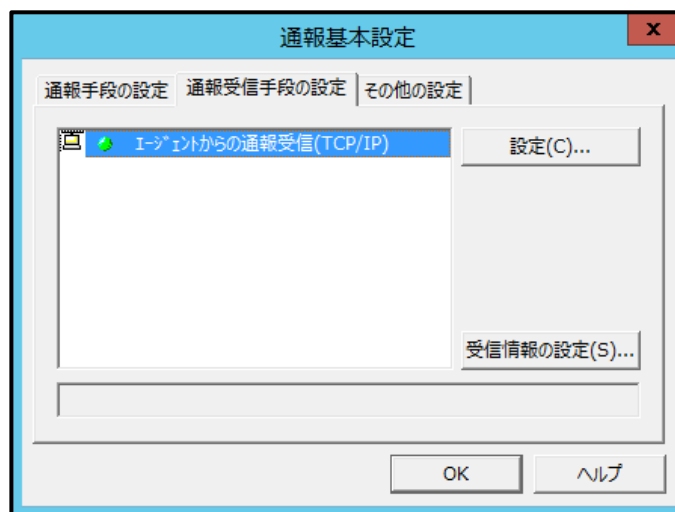 通報基本設定
x
通報手段の設定 通報受信手段の設定 その他の設定
ｴｰｼﾞｪﾝﾄからの通報受信(TCP/IP)
設定(C)...
受信情報の設定(S)...
OK ヘルプ